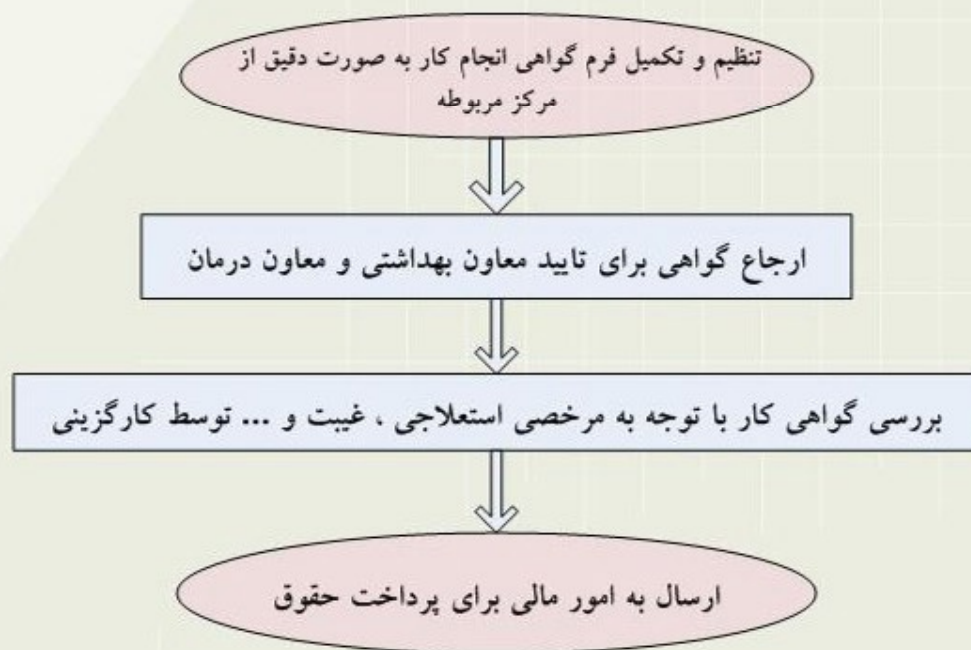 تنظیم و تکمیل فرم گواهی انجام کار به صورت دقیق از
مرکز مربوطه
ارجاع گواهی برای تایید معاون بهداشتی و معاون درمان
بررسی گواهی کار با توجه به مرخصی استعلاجی ، غیبت و ... توسط کارگزینی
ارسال به امور مالی برای پرداخت حقوق